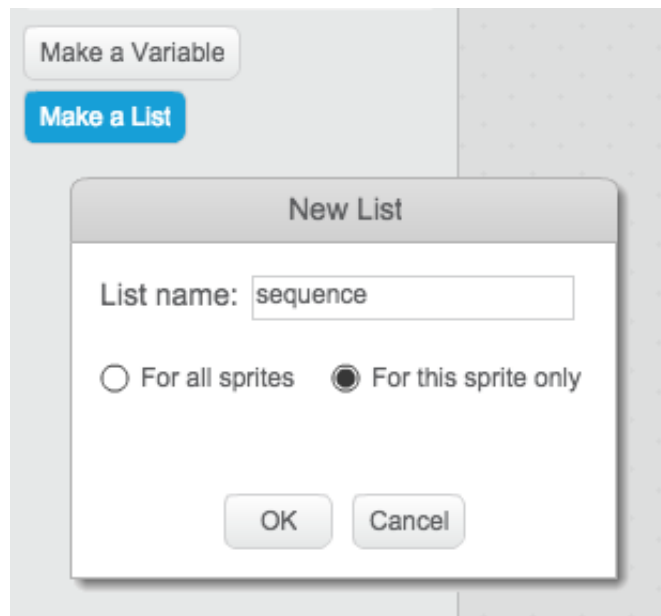 Make a Variable
Make a List
New List
List name: sequence
For all sprites For this sprite only
OK Cancel